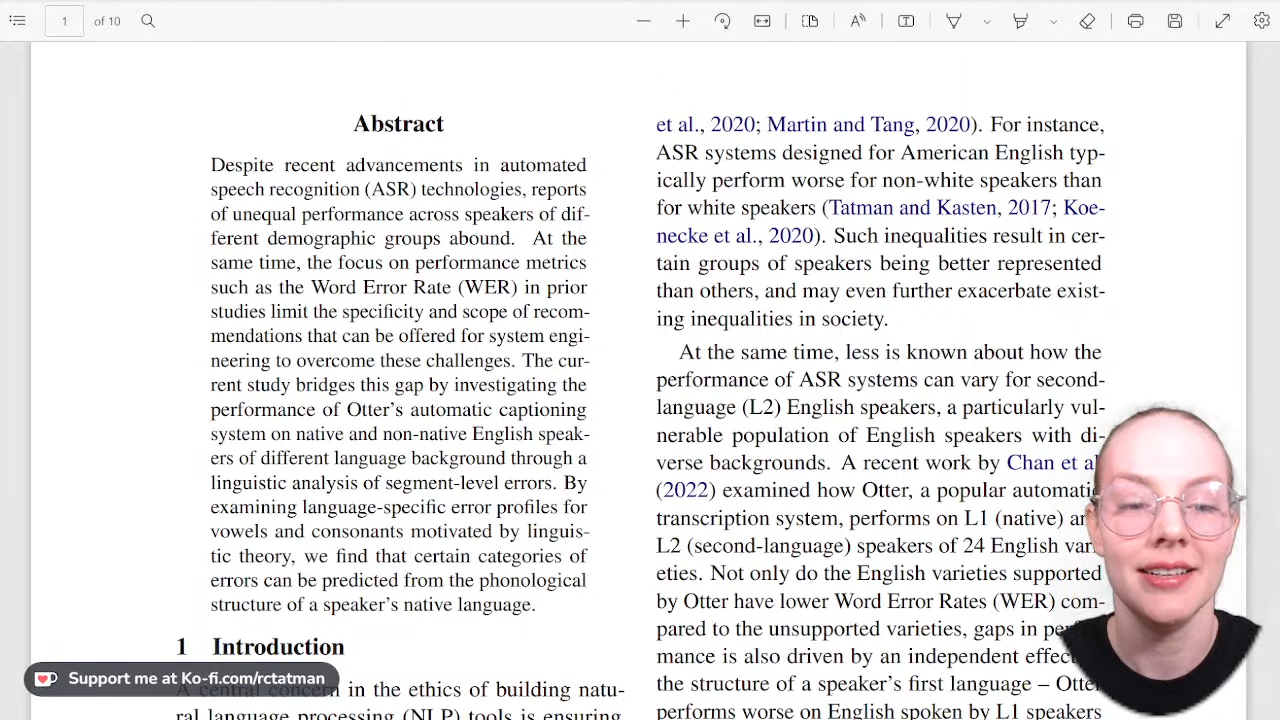 1 of 10
Abstract
Despite recent advancements in automated
speech recognition (ASR) technologies, reports
of unequal performance across speakers of dif-
ferent demographic groups abound. At the
same time, the focus on performance metrics
such as the Word Error Rate (WER) in prior
studies limit the specificity and scope of recom-
mendations that can be offered for system engi-
neering to overcome these challenges. The cur-
rent study bridges this gap by investigating the
performance of Otter's automatic captioning
system on native and non-native English speak-
ers of different language background through a
linguistic analysis of segment-level errors. By
examining language-specific error profiles for
vowels and consonants motivated by linguis-
tic theory, we find that certain categories of
errors can be predicted from the phonological
structure of a speaker's native language.
1 Introduction
A central concern in the ethics of building natu-
ral language processing (NLP) tools is ensuring
Support me at Ko-fi.com/rctatman
et al., 2020; Martin and Tang, 2020). For instance,
ASR systems designed for American English typ-
ically perform worse for non-white speakers than
for white speakers (Tatman and Kasten, 2017; Koe-
necke et al., 2020). Such inequalities result in cer-
tain groups of speakers being better represented
than others, and may even further exacerbate exist-
ing inequalities in society.
At the same time, less is known about how the
performance of ASR systems can vary for second-
language (L2) English speakers, a particularly vul-
nerable population of English speakers with di-
verse backgrounds. A recent work by Chan et al
(2022) examined how Otter, a popular automatic
transcription system, performs on L1 (native) an
L2 (second-language) speakers of 24 English vari
eties. Not only do the English varieties supported
by Otter have lower Word Error Rates (WER) com-
pared to the unsupported varieties, gaps in
mance is also driven by an independent effect
the structure of a speaker's first language – Otter
performs worse on English spoken by L1 speakers